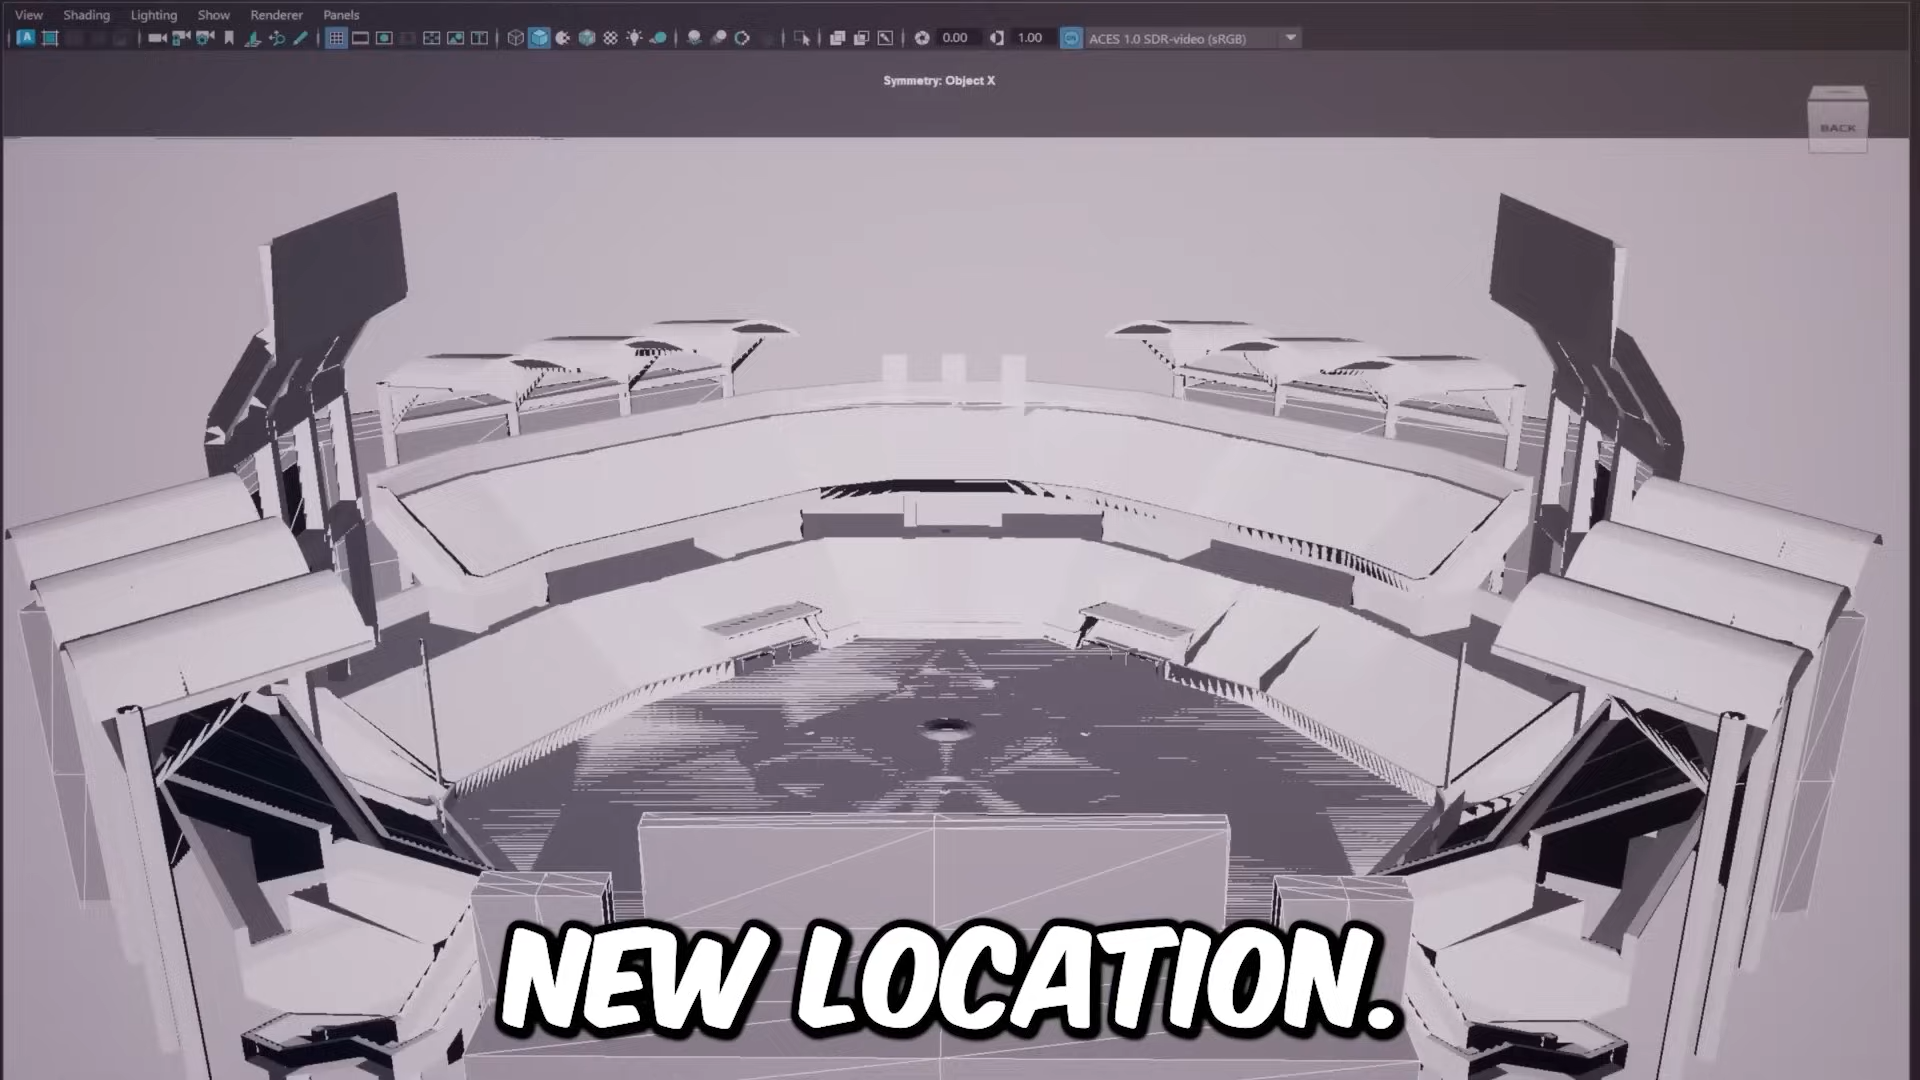 View Shading Lighting Show Renderer Panels
0.00 1.00 ACES 1.0 SDR-video (sRGB)
Symmetry: Object X
BACK
NEW LOCATION.